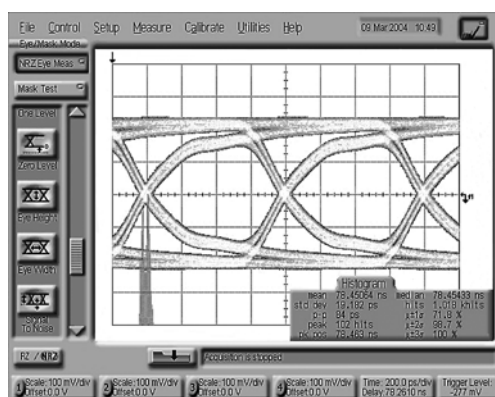 File Control Setup Measure Calibrate Utilities Help 09 Mar 2004 10:49
Eye/Mask Mode
NRZ Eye Meas
Mask Test
One Level
Zero Level
Eye Height
Eye Width
Signal
To Noise
Histogram
mean 78.45064 ns median 78.45433 ns
std dev 19.182 ps hits 1.018 khits
p-p 84 ps μ±1σ 71.8 %
peak 102 hits μ±2σ 98.7 %
pk pos 78.463 ns μ±3σ 100 %
RZ / NRZ
Acquisition is stopped
1 Scale: 100 mV/div 2 Scale: 100 mV/div 3 Scale: 100 mV/div 4 Scale: 100 mV/div Time: 200.0 ps/div Trigger Level:
Offset: 0.0 V Offset: 0.0 V Offset: 0.0 V Offset: 0.0 V Delay: 78.2610 ns -277 mV